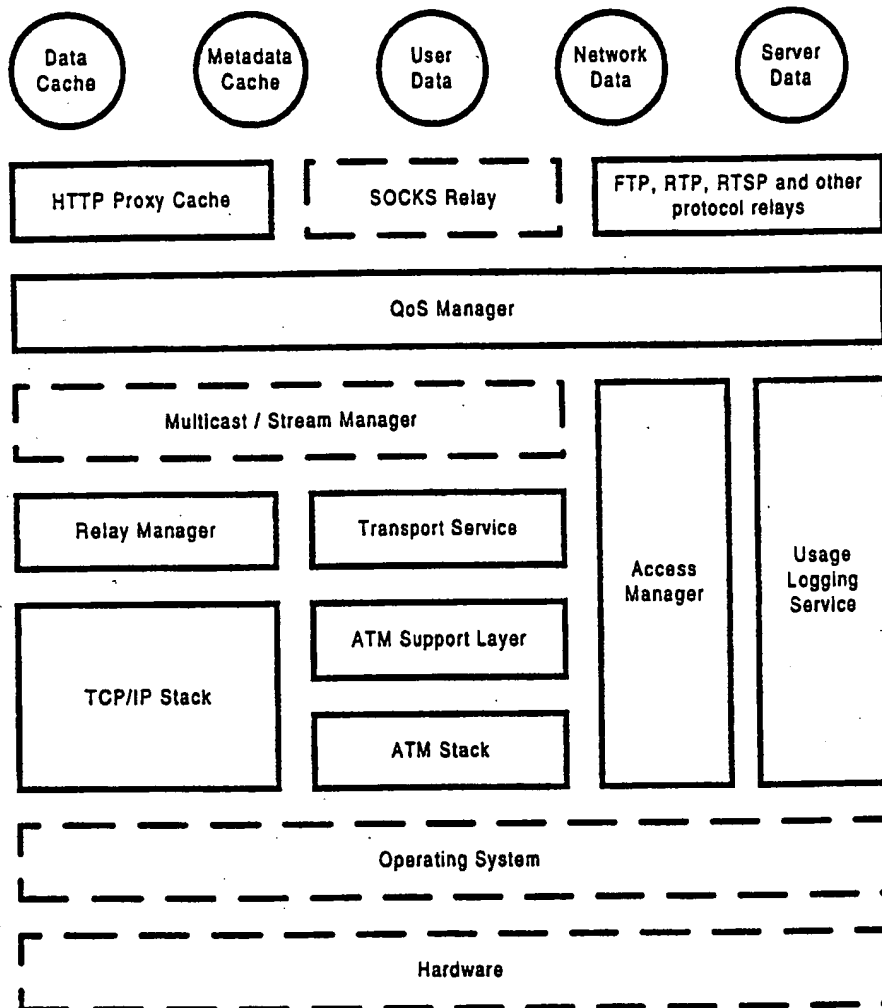 Data
Cache
Metadata
Cache
User
Data
Network
Data
Server
Data
HTTP Proxy Cache
SOCKS Relay
FTP, RTP, RTSP and other
protocol relays
QoS Manager
Multicast / Stream Manager
Relay Manager
Transport Service
Access
Manager
Usage
Logging
Service
TCP/IP Stack
ATM Support Layer
ATM Stack
Operating System
Hardware